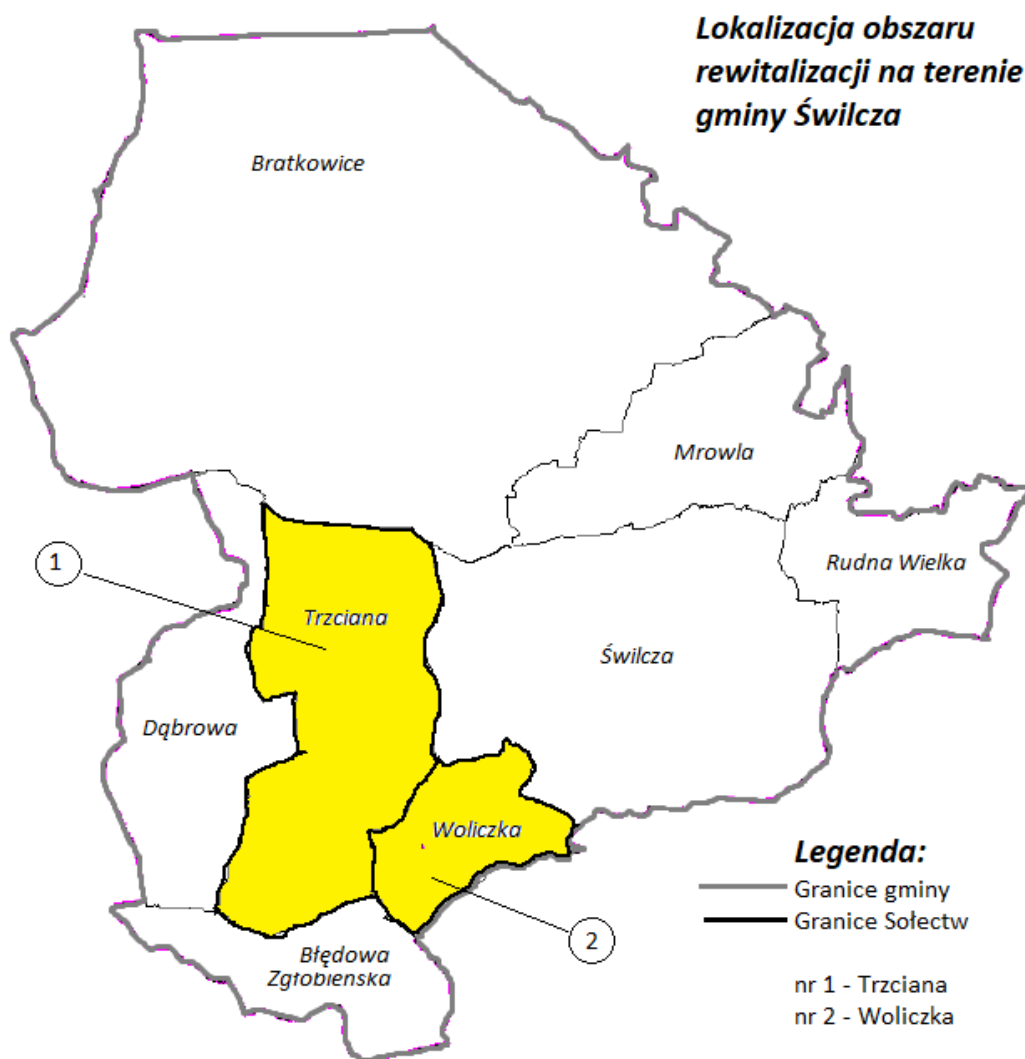 Lokalizacja obszaru
rewitalizacji na terenie
gminy Świlcza
Bratkowice
Mrowla
Rudna Wielka
1
Trzciana
Świlcza
Dąbrowa
Woliczka
2
Błędowa
Zgłobieńska
Legenda:
Granice gminy
Granice Sołectw
nr 1 - Trzciana
nr 2 - Woliczka